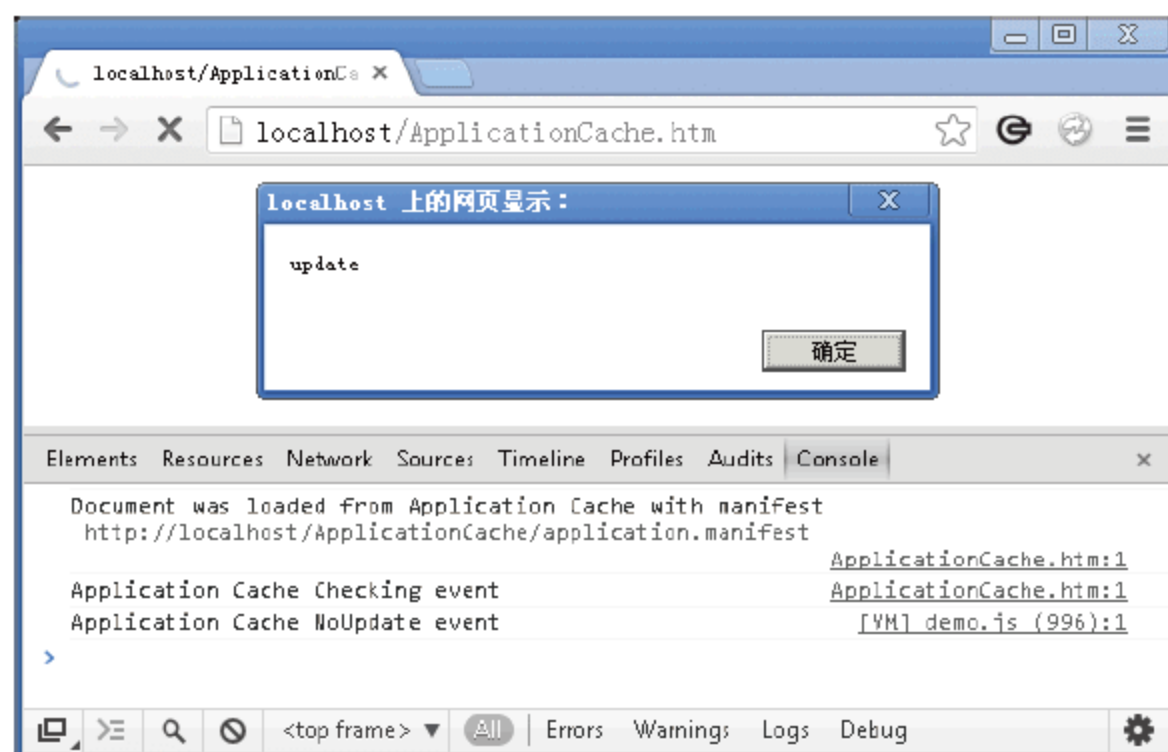 localhost/ApplicationCa
localhost/ApplicationCache.htm
localhost 上的网页显示：
update
确定
Elements Resources Network Sources Timeline Profiles Audits Console
Document was loaded from Application Cache with manifest
http://localhost/ApplicationCache/application.manifest
ApplicationCache.htm:1
Application Cache Checking event ApplicationCache.htm:1
Application Cache NoUpdate event [VM] demo.js (996):1
<top frame> All Errors Warnings Logs Debug